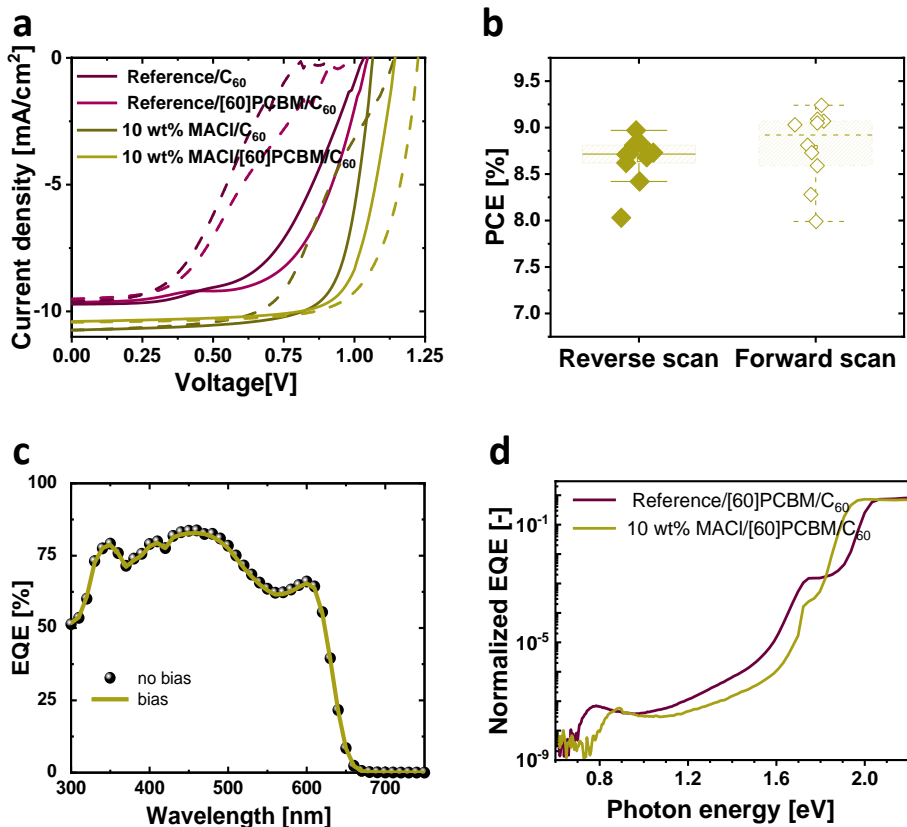 a
0
-5
-10
0.00
0.25
0.50
0.75
1.00
1.25
Current density [mA/cm²]
Voltage[V]
Reference/C₆₀
Reference/[60]PCBM/C₆₀
10 wt% MACl/C₆₀
10 wt% MACl/[60]PCBM/C₆₀
b
9.5
9.0
8.5
8.0
7.5
7.0
PCE [%]
Reverse scan
Forward scan
c
100
75
50
25
0
300
400
500
600
700
EQE [%]
Wavelength [nm]
no bias
bias
d
10⁻¹
10⁻⁵
10⁻⁹
0.8
1.2
1.6
2.0
Normalized EQE [-]
Photon energy [eV]
Reference/[60]PCBM/C₆₀
10 wt% MACl/[60]PCBM/C₆₀